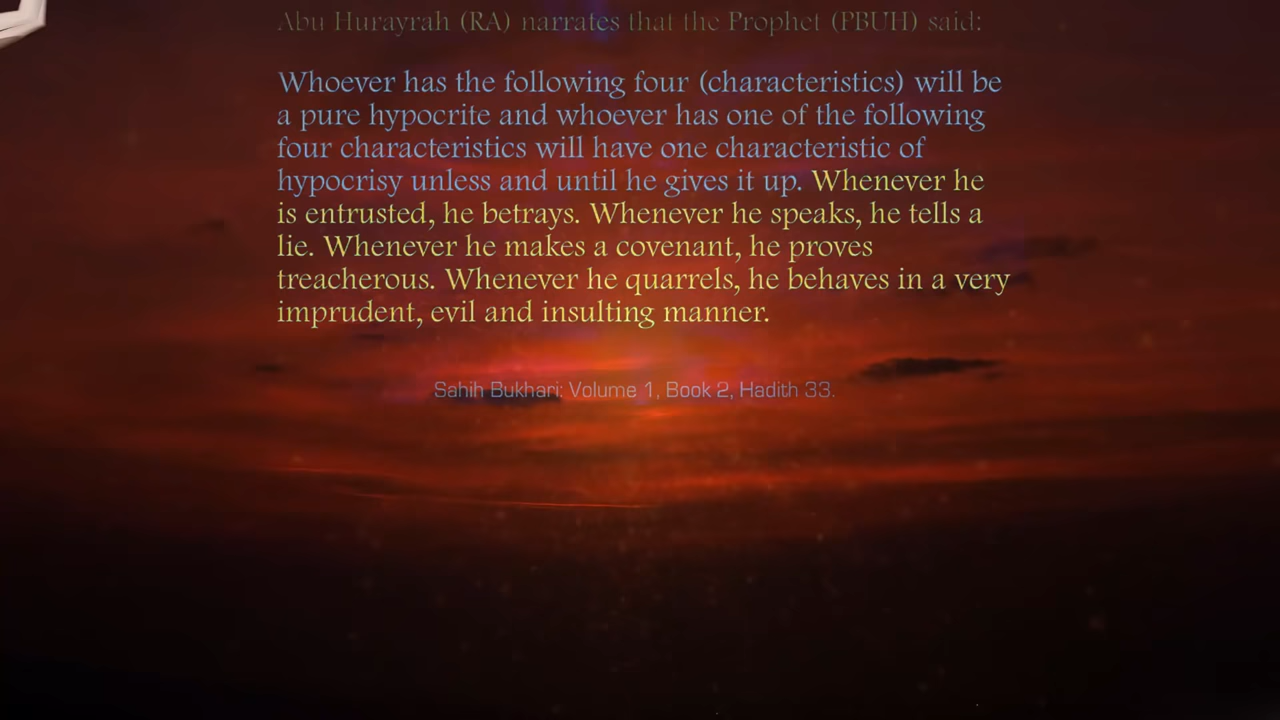 Abu Hurayrah (RA) narrates that the Prophet (PBUH) said:
Whoever has the following four (characteristics) will be
a pure hypocrite and whoever has one of the following
four characteristics will have one characteristic of
hypocrisy unless and until he gives it up. Whenever he
is entrusted, he betrays. Whenever he speaks, he tells a
lie. Whenever he makes a covenant, he proves
treacherous. Whenever he quarrels, he behaves in a very
imprudent, evil and insulting manner.
Sahih Bukhari: Volume 1, Book 2, Hadith 33.